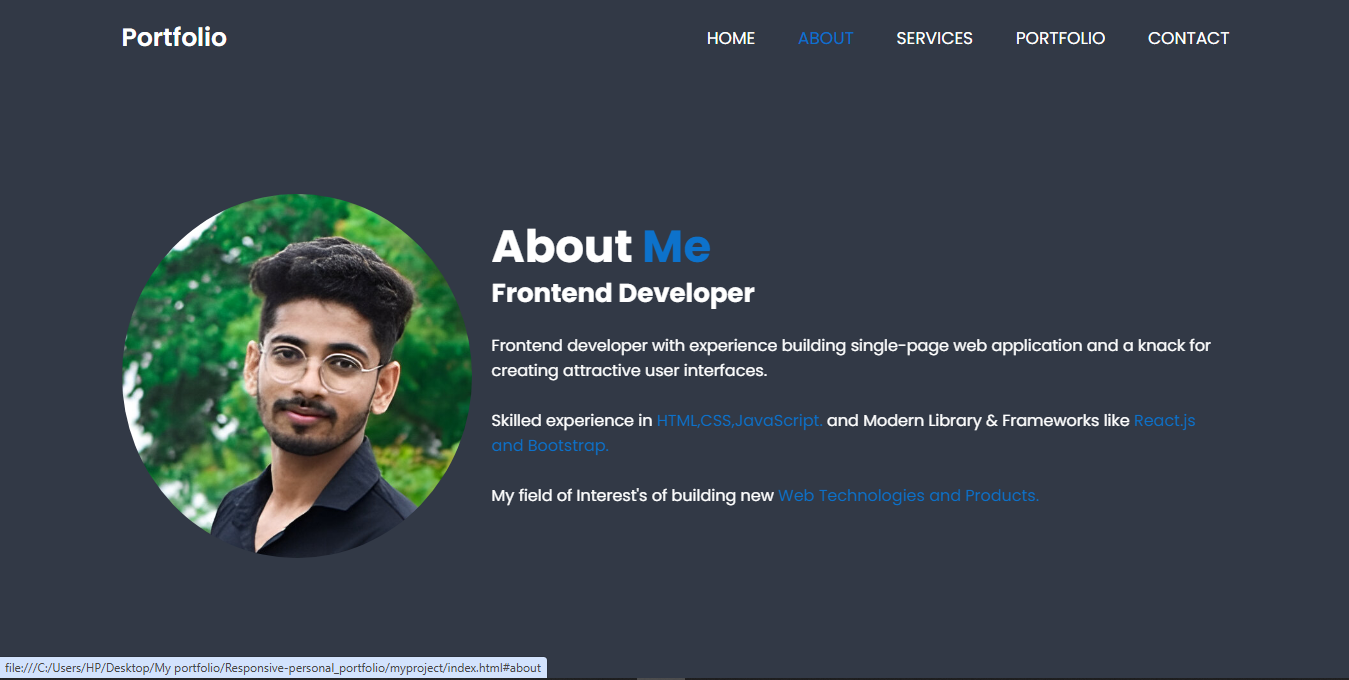 Portfolio HOME ABOUT SERVICES PORTFOLIO CONTACT
About Me
Frontend Developer
Frontend developer with experience building single-page web application and a knack for
creating attractive user interfaces.
Skilled experience in HTML,CSS,JavaScript. and Modern Library & Frameworks like React.js
and Bootstrap.
My field of Interest's of building new Web Technologies and Products.
file:///C:/Users/HP/Desktop/My portfolio/Responsive-personal_portfolio/myproject/index.html#about